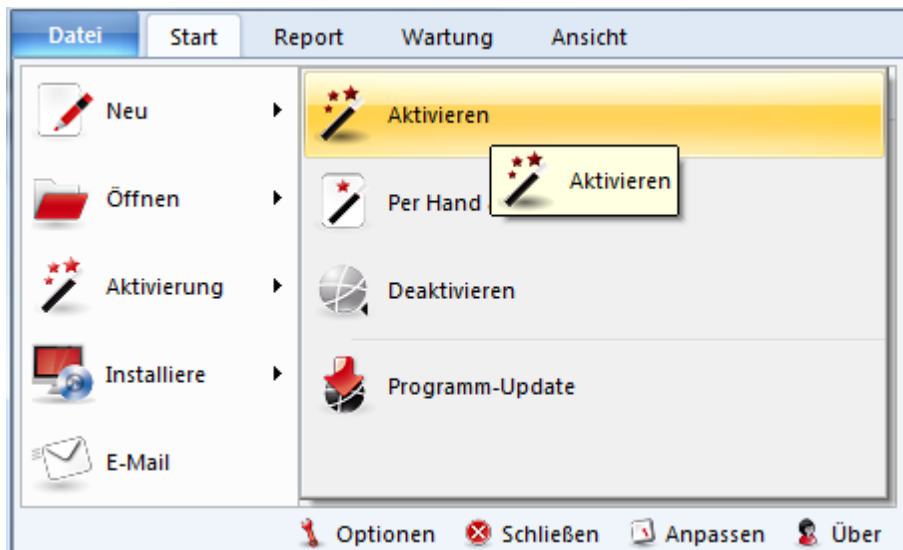 Datei Start Report Wartung Ansicht
Neu
Öffnen
Aktivierung
Installiere
E-Mail
Aktivieren
Aktivieren
Per Hand
Deaktivieren
Programm-Update
Optionen Schließen Anpassen Über